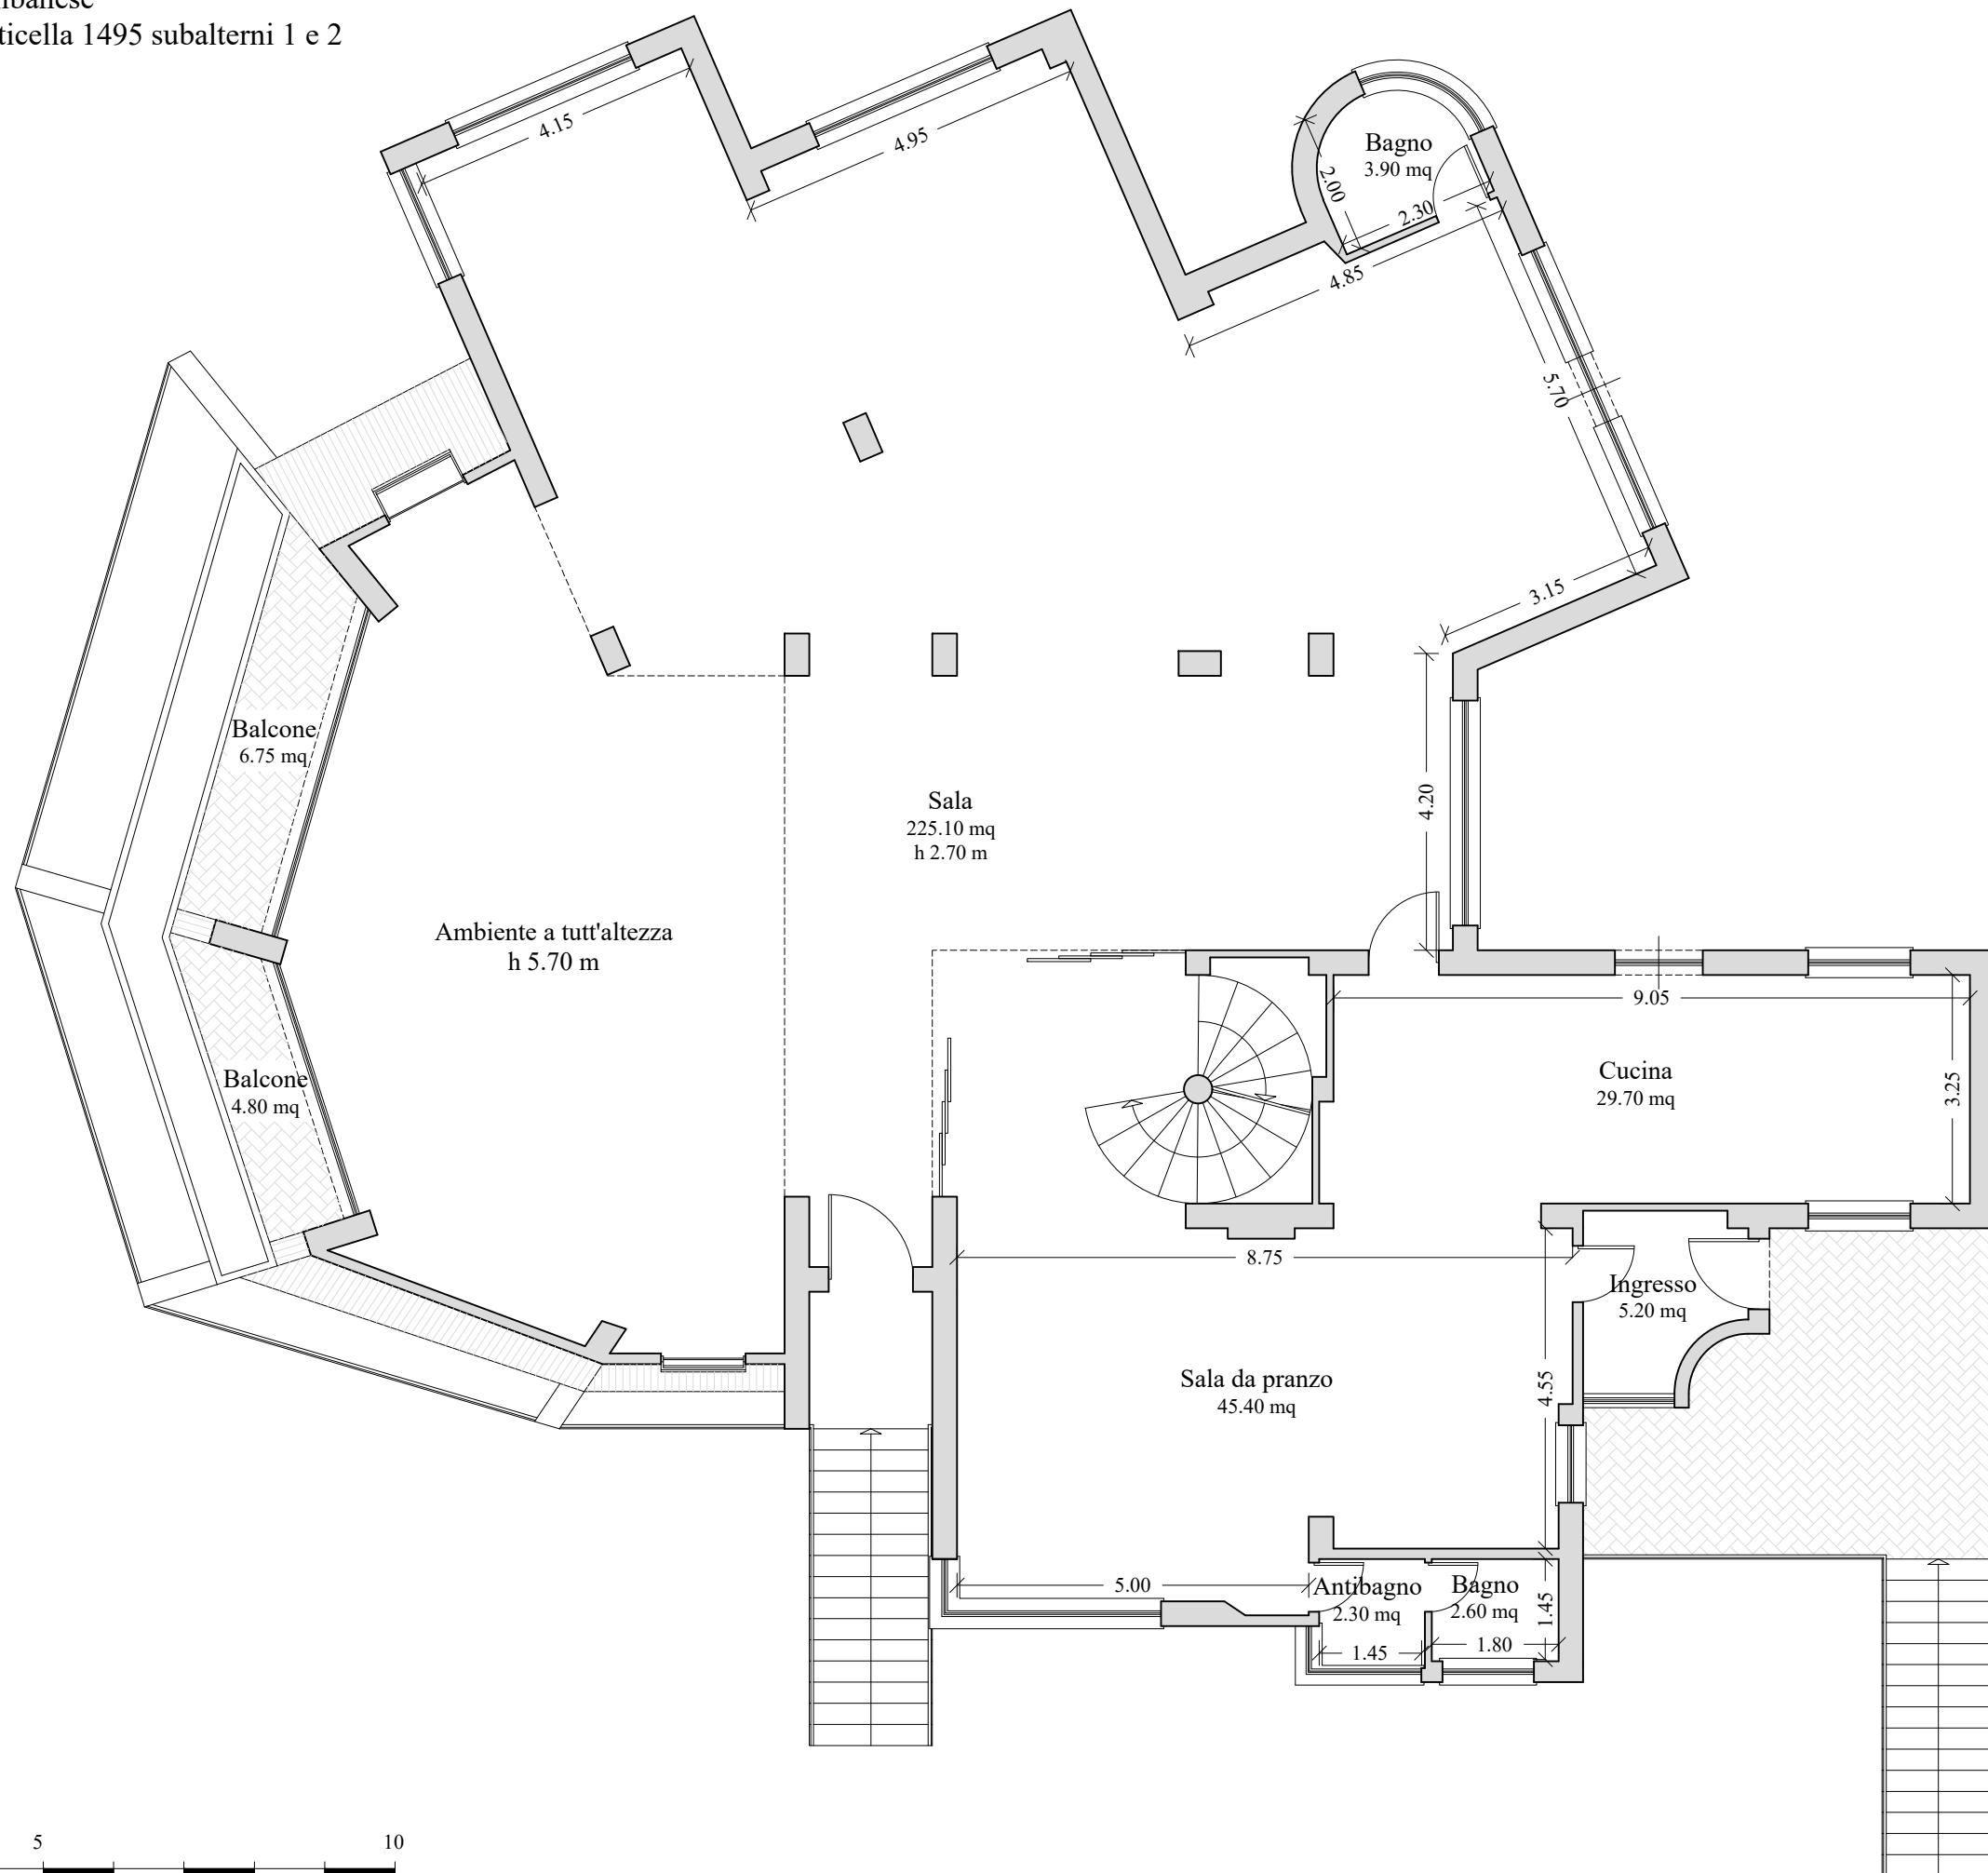 particella 1495 subalterni 1 e 2
4.15
4.95
Bagno
3.90 mq
2.00
2.30
4.85
5.70
3.15
4.20
Balcone
6.75 mq
Sala
225.10 mq
h 2.70 m
Ambiente a tutt'altezza
h 5.70 m
9.05
Cucina
29.70 mq
3.25
Balcone
4.80 mq
8.75
Ingresso
5.20 mq
Sala da pranzo
45.40 mq
4.55
5.00
Antibagno
2.30 mq
Bagno
2.60 mq
1.45
1.45
1.80
5
10